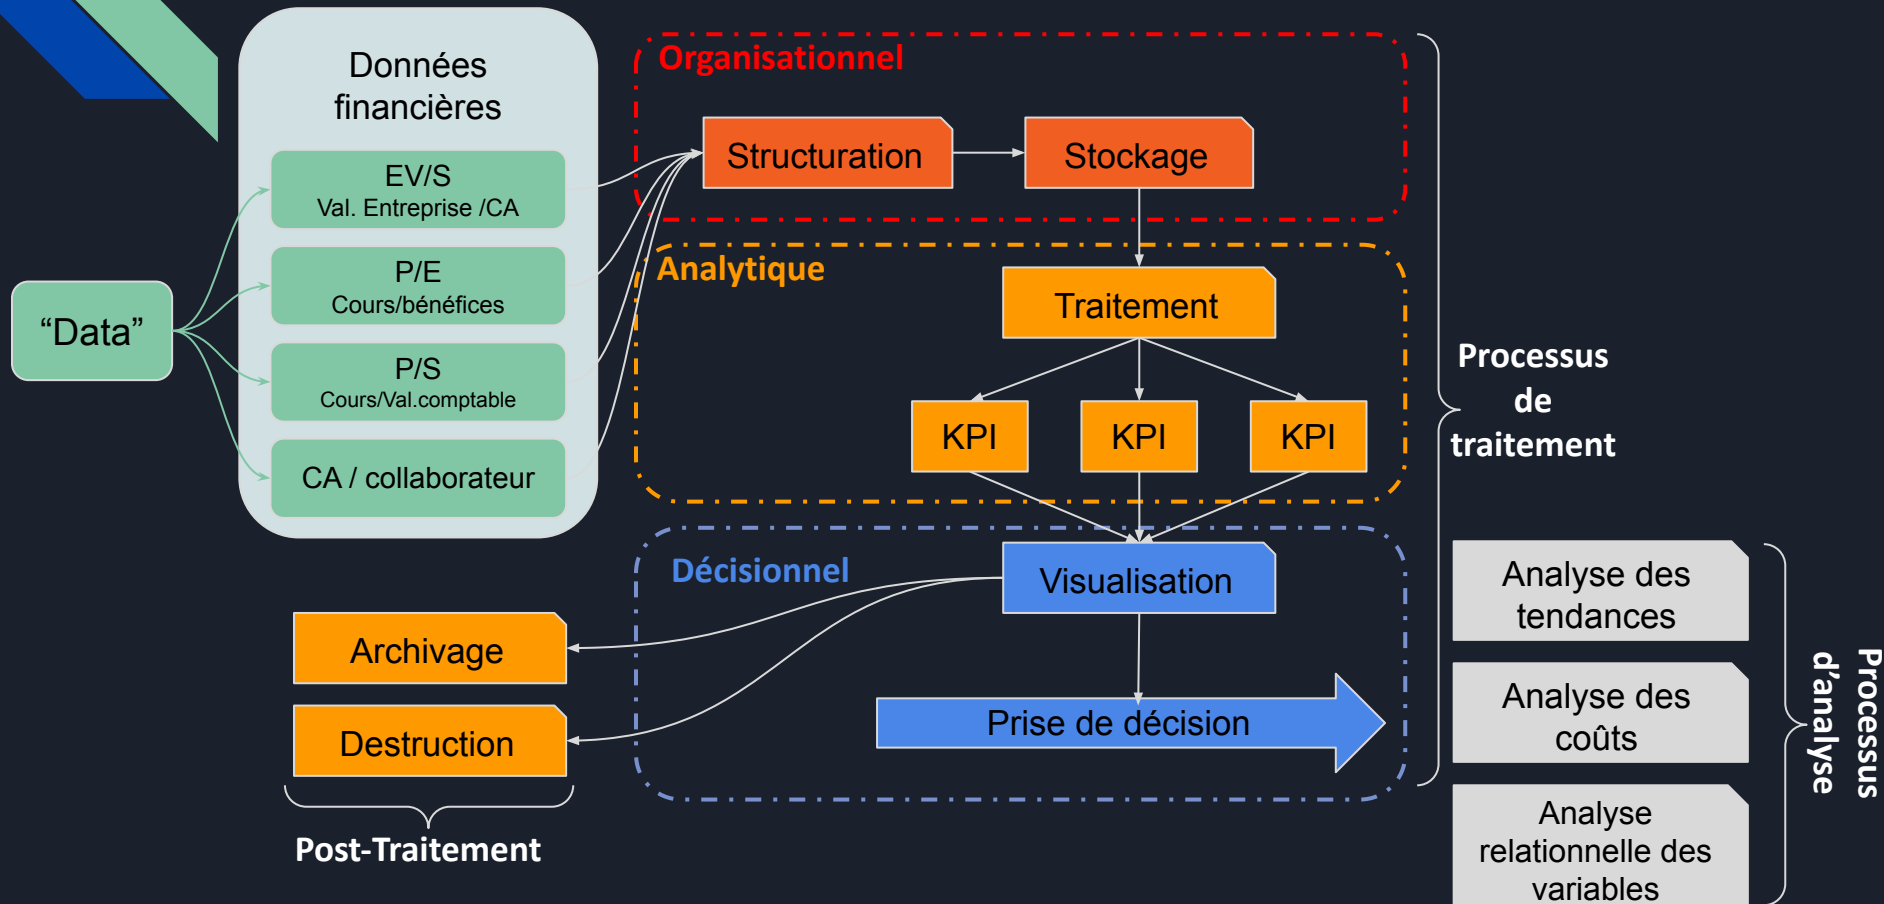 “Data”
Données
financières
EV/S
Val. Entreprise /CA
P/E
Cours/bénéfices
P/S
Cours/Val.comptable
CA / collaborateur
Organisationnel
Structuration
Stockage
Analytique
Traitement
KPI
KPI
KPI
Décisionnel
Visualisation
Prise de décision
Archivage
Destruction
Post-Traitement
Processus
de
traitement
Analyse des
tendances
Analyse des
coûts
Analyse
relationnelle des
variables
Processus
d’analyse